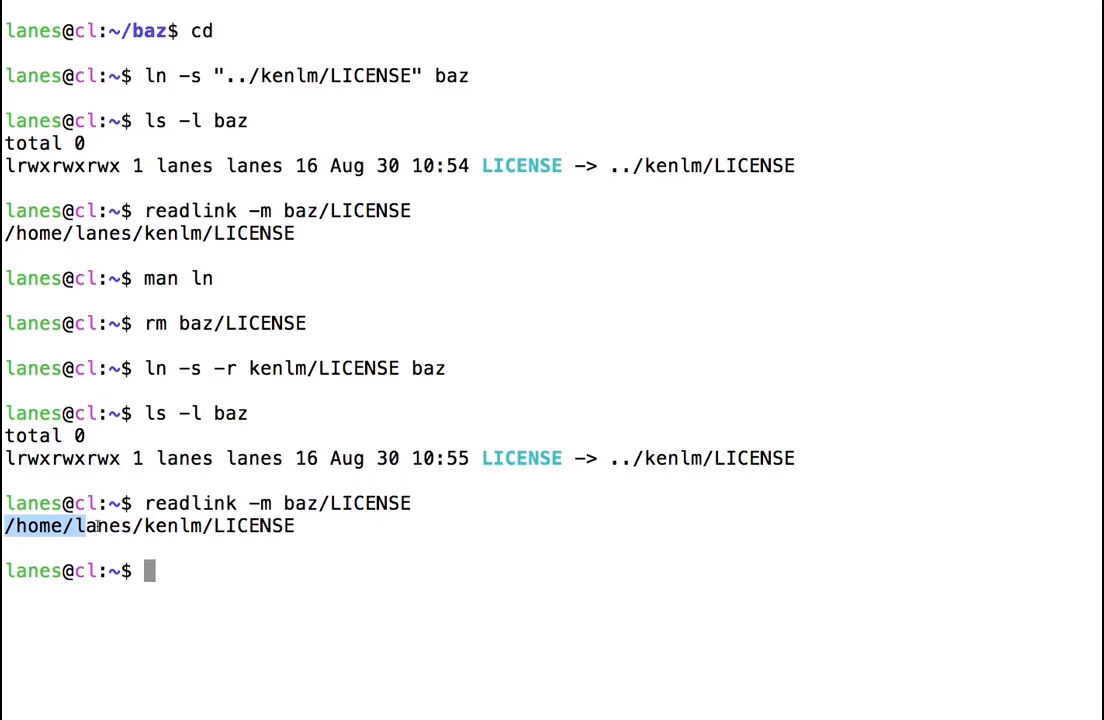 lanes@cl:~/baz$ cd
lanes@cl:~$ ln -s "../kenlm/LICENSE" baz
lanes@cl:~$ ls -l baz
total 0
lrwxrwxrwx 1 lanes lanes 16 Aug 30 10:54 LICENSE -> ../kenlm/LICENSE
lanes@cl:~$ readlink -m baz/LICENSE
/home/lanes/kenlm/LICENSE
lanes@cl:~$ man ln
lanes@cl:~$ rm baz/LICENSE
lanes@cl:~$ ln -s -r kenlm/LICENSE baz
lanes@cl:~$ ls -l baz
total 0
lrwxrwxrwx 1 lanes lanes 16 Aug 30 10:55 LICENSE -> ../kenlm/LICENSE
lanes@cl:~$ readlink -m baz/LICENSE
/home/lanes/kenlm/LICENSE
lanes@cl:~$